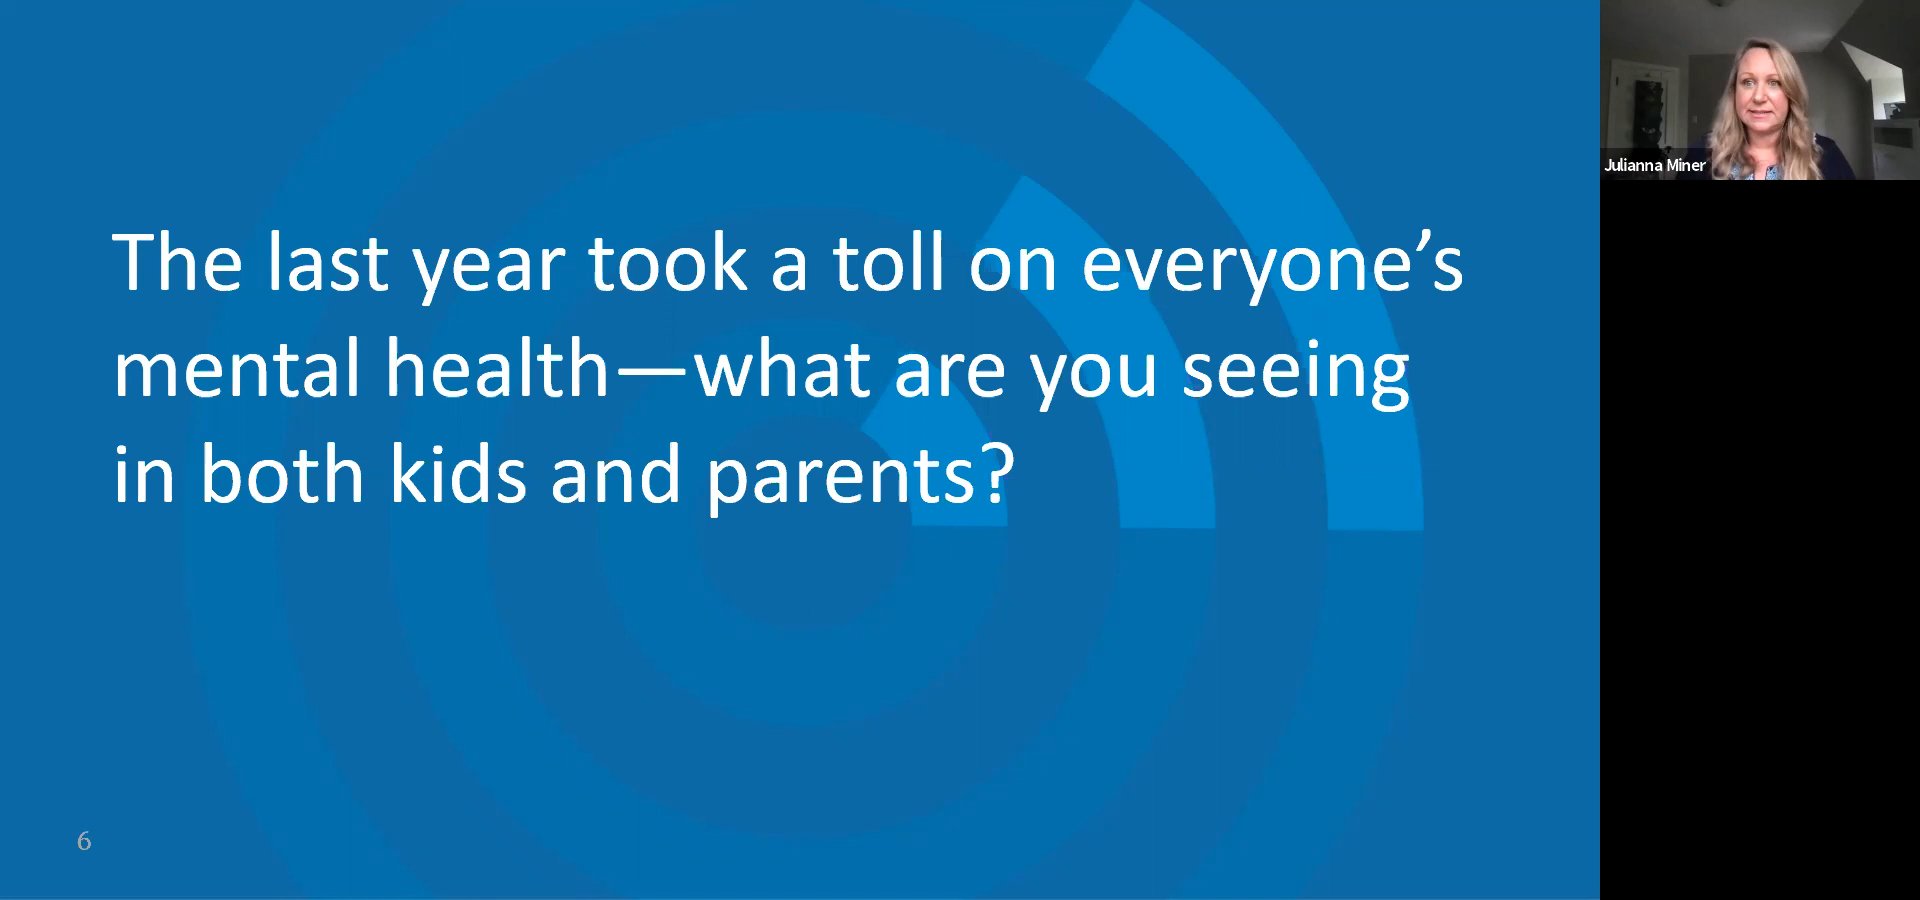 The last year took a toll on everyone’s
mental health—what are you seeing
in both kids and parents?
6
Julianna Miner